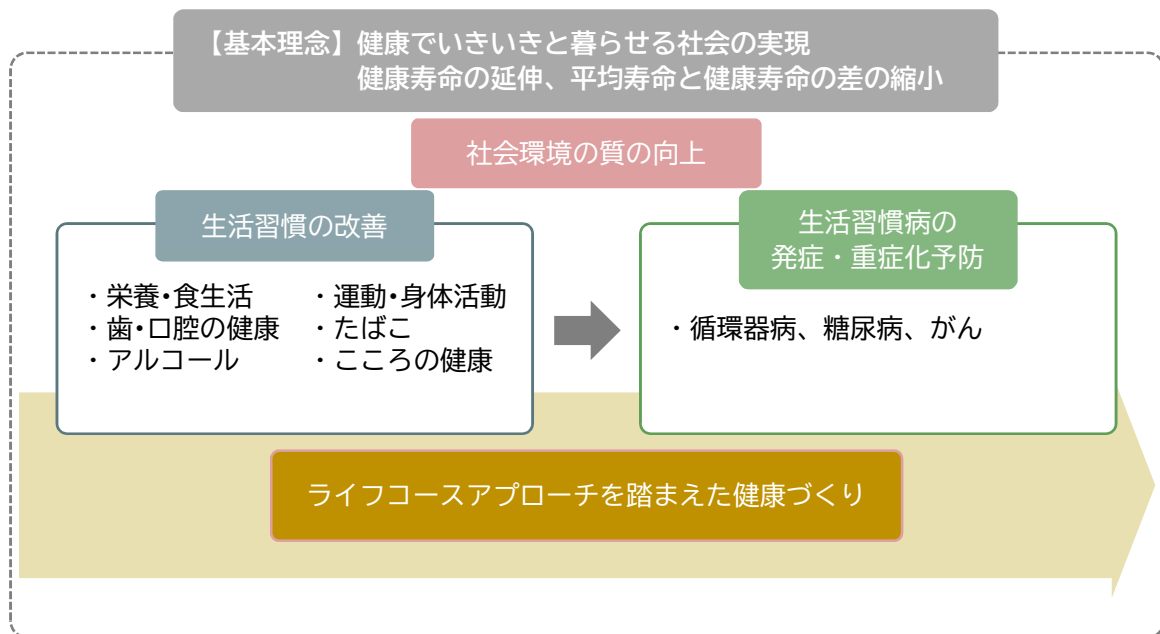 【基本理念】健康でいきいきと暮らせる社会の実現
健康寿命の延伸、平均寿命と健康寿命の差の縮小
社会環境の質の向上
生活習慣の改善
・栄養・食生活
・歯・口腔の健康
・アルコール
・運動・身体活動
・たばこ
・こころの健康
生活習慣病の
発症・重症化予防
・循環器病、糖尿病、がん
ライフコースアプローチを踏まえた健康づくり